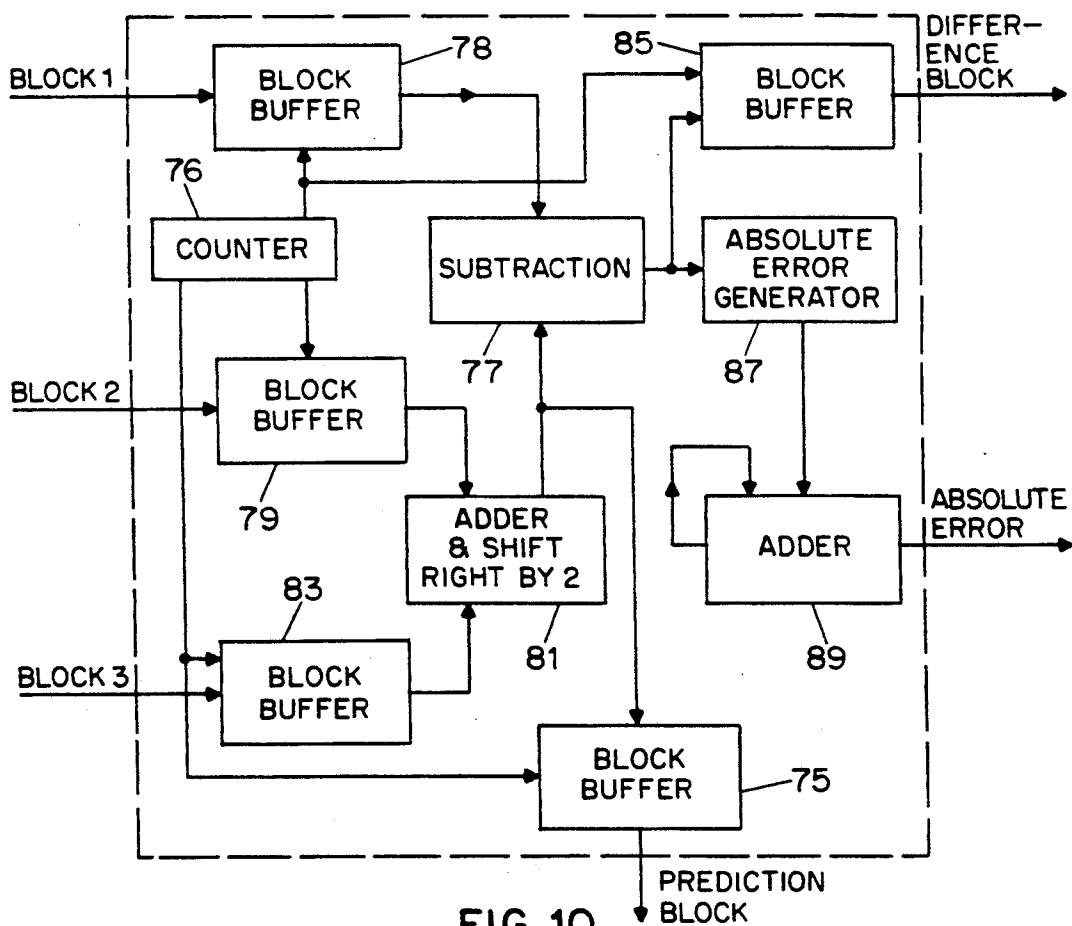 BLOCK 1
78
BLOCK
BUFFER
85
BLOCK
BUFFER
DIFFER-
ENCE
BLOCK
76
COUNTER
SUBTRACTION
77
ABSOLUTE
ERROR
GENERATOR
87
BLOCK 2
BLOCK
BUFFER
79
ADDER
& SHIFT
RIGHT BY 2
81
ADDER
89
ABSOLUTE
ERROR
BLOCK 3
83
BLOCK
BUFFER
BLOCK
BUFFER
75
PREDICTION
BLOCK
FIG. 10